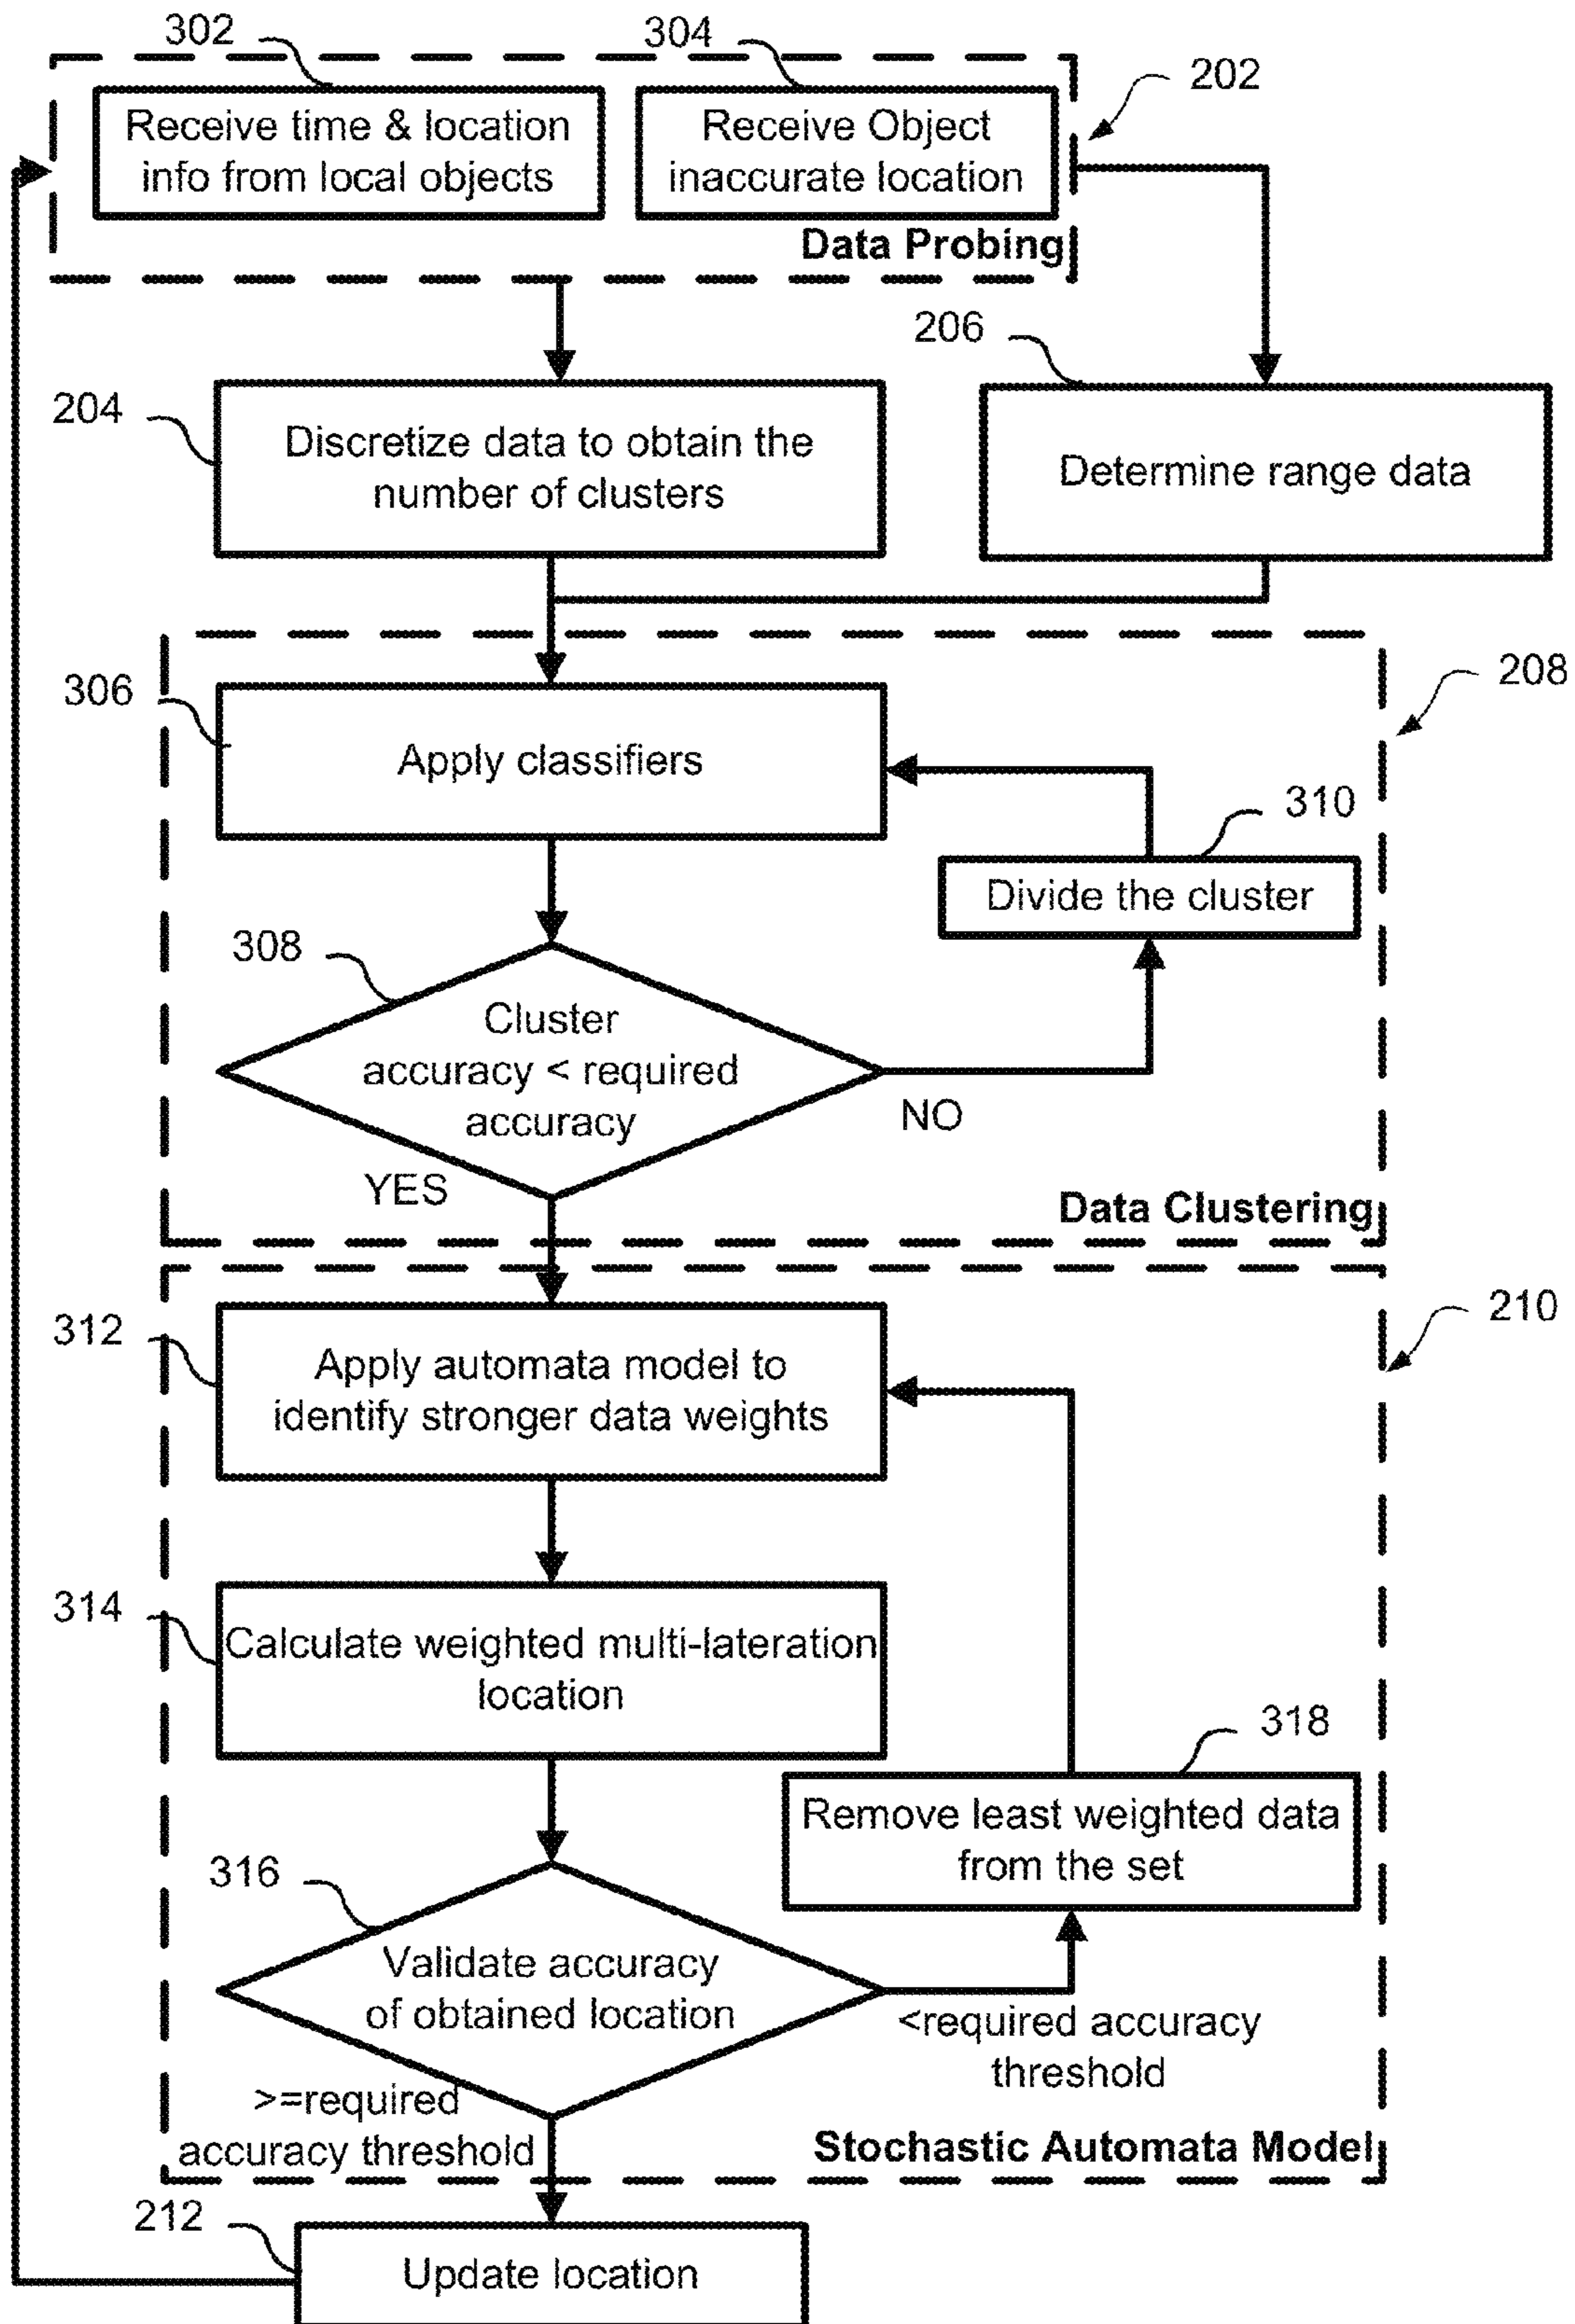 302
304
202
Receive time & location
info from local objects
Receive Object
inaccurate location
Data Probing
206
204
Discretize data to obtain the
number of clusters
Determine range data
208
306
Apply classifiers
310
Divide the cluster
308
Cluster
accuracy < required
accuracy
NO
YES
Data Clustering
210
312
Apply automata model to
identify stronger data weights
314
Calculate weighted multi-lateration
location
318
Remove least weighted data
from the set
316
Validate accuracy
of obtained location
<required accuracy
threshold
>=required
accuracy threshold
Stochastic Automata Model
212
Update location